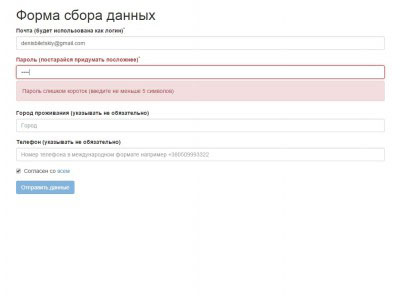 Форма сбора данных
Почта (будет использована как логин)*
denisbiletsky@gmail.com
Пароль (постарайся придумать посложнее)*
Пароль слишком короток (введите не меньше 5 символов)
Город проживания (указывать не обязательно)
Город
Телефон (указывать не обязательно)
Номер телефона в международном формате например +380509993322
Согласен со всем
Отправить данные